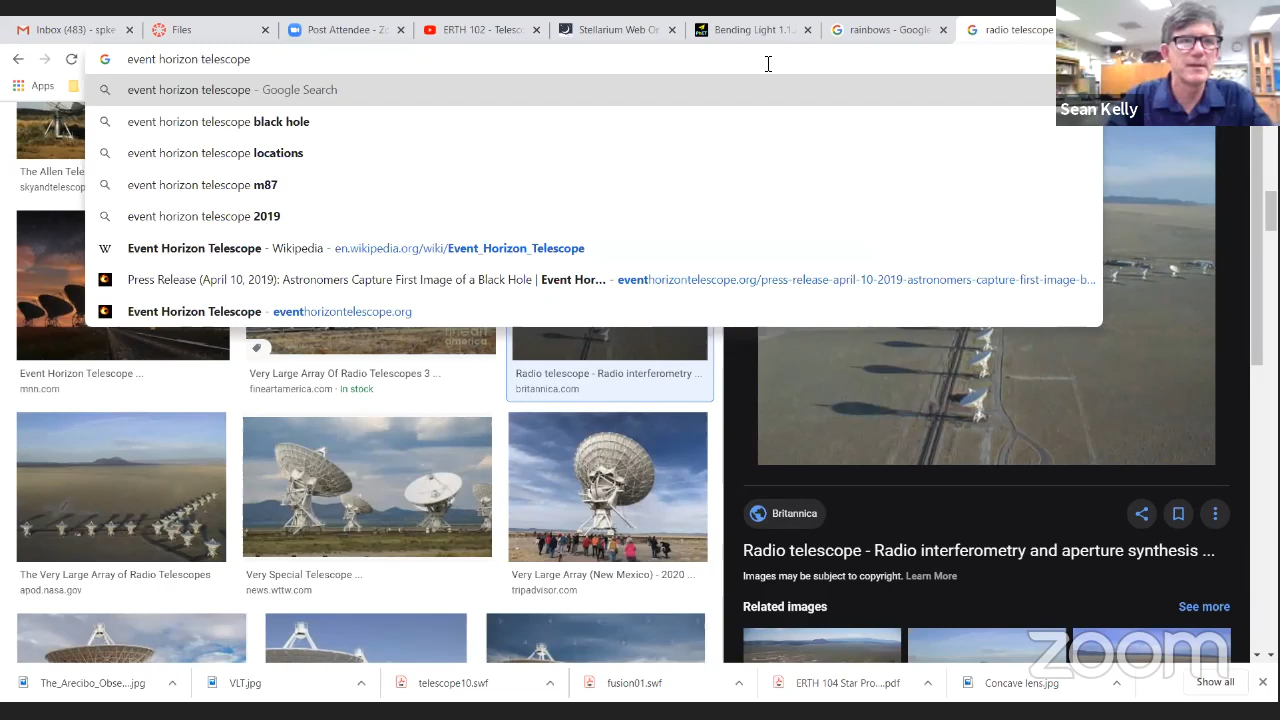 Inbox (483) - spke
Files
Post Attendee - Zo
ERTH 102 - Telesc
Stellarium Web On
Bending Light 1.1
rainbows - Google
radio telescope
event horizon telescope
Apps
event horizon telescope - Google Search
event horizon telescope black hole
event horizon telescope locations
event horizon telescope m87
event horizon telescope 2019
Event Horizon Telescope - Wikipedia - en.wikipedia.org/wiki/Event_Horizon_Telescope
Press Release (April 10, 2019): Astronomers Capture First Image of a Black Hole | Event Hor... - eventhorizontelescope.org/press-release-april-10-2019-astronomers-capture-first-image-b...
Event Horizon Telescope - eventhorizontelescope.org
Sean Kelly
The Allen Tele
skyandtelescop
Event Horizon Telescope ...
mnn.com
Very Large Array Of Radio Telescopes 3 ...
fineartamerica.com · In stock
Radio telescope - Radio interferometry ...
britannica.com
The Very Large Array of Radio Telescopes
apod.nasa.gov
Very Special Telescope ...
news.wttw.com
Very Large Array (New Mexico) - 2020 ...
tripadvisor.com
Britannica
Radio telescope - Radio interferometry and aperture synthesis ...
Images may be subject to copyright. Learn More
Related images
See more
zoom
The_Arecibo_Obse....jpg
VLT.jpg
telescope10.swf
fusion01.swf
ERTH 104 Star Pro....pdf
Concave lens.jpg
Show all